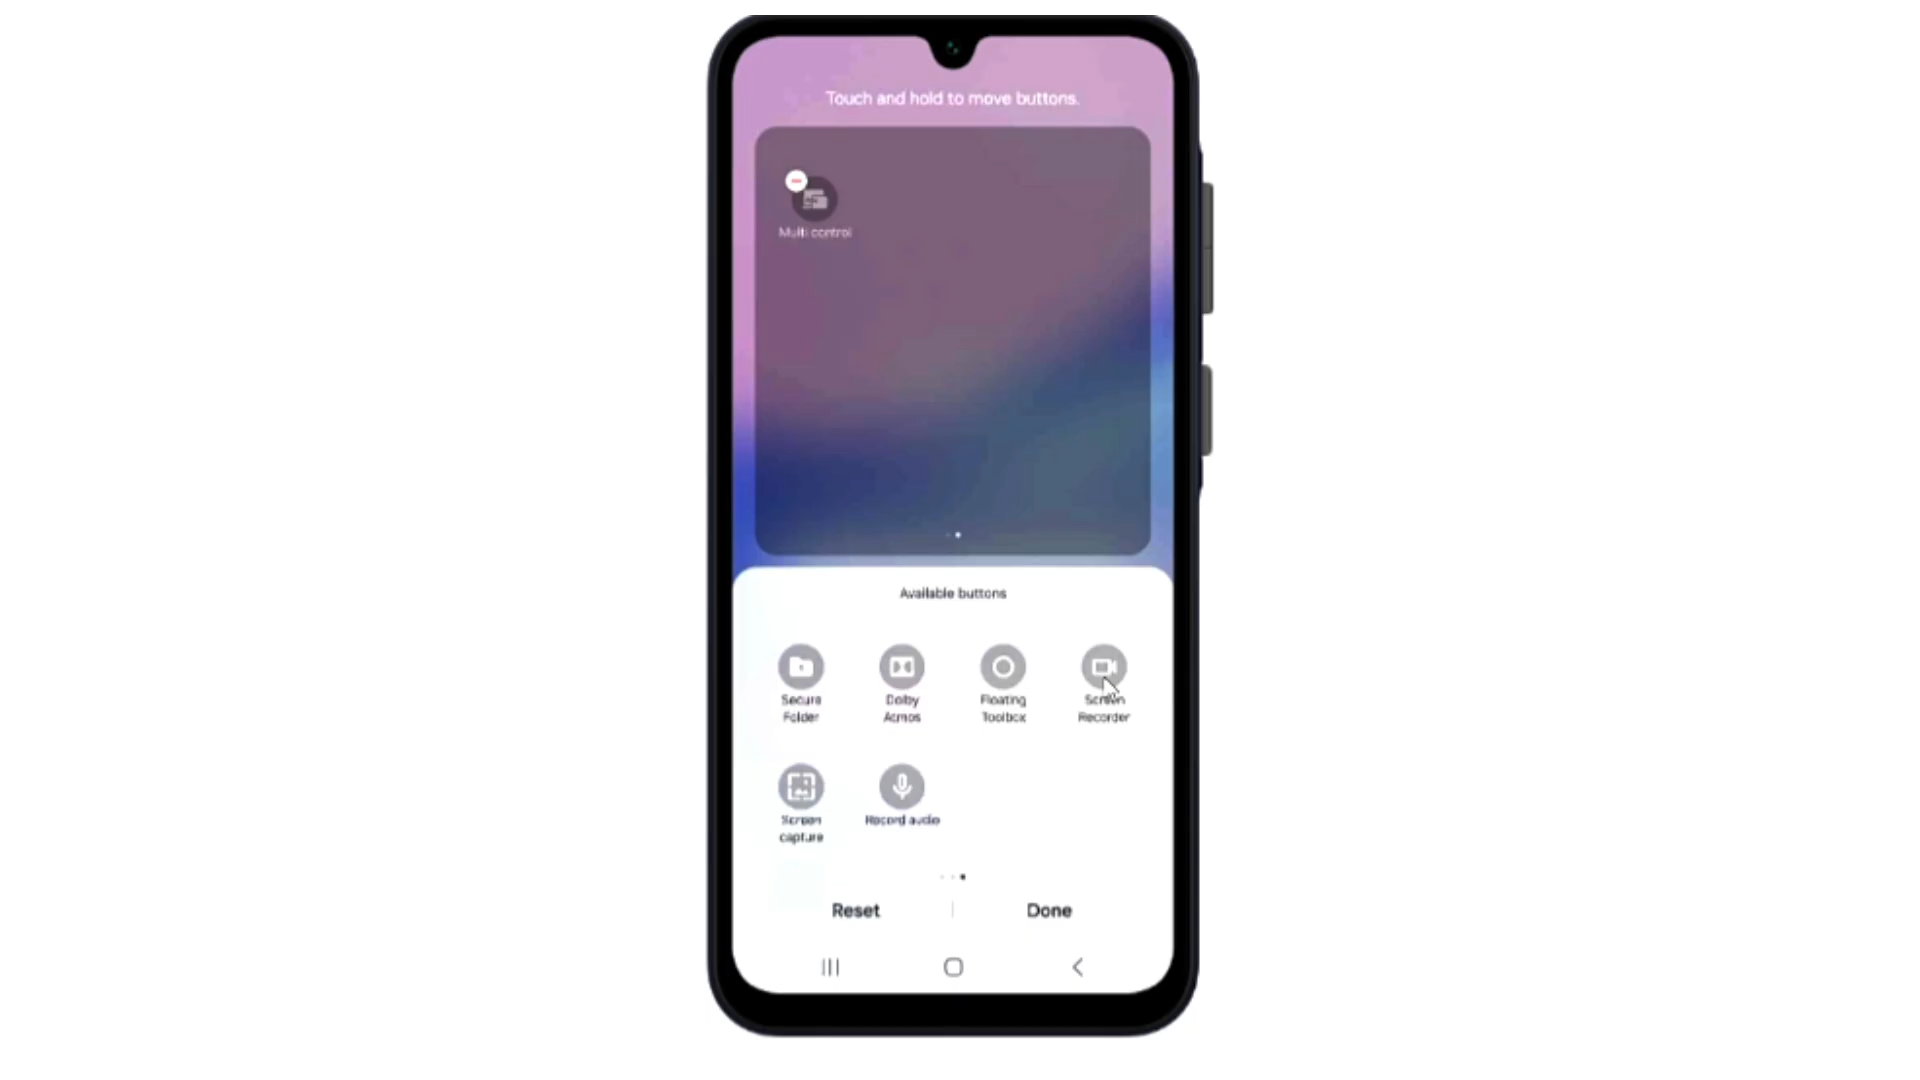 Touch and hold to move buttons.
Multi control
Available buttons
Secure
Folder
Dolby
Atmos
Floating
Toolbox
Screen
Recorder
Screen
capture
Record audio
Reset
Done